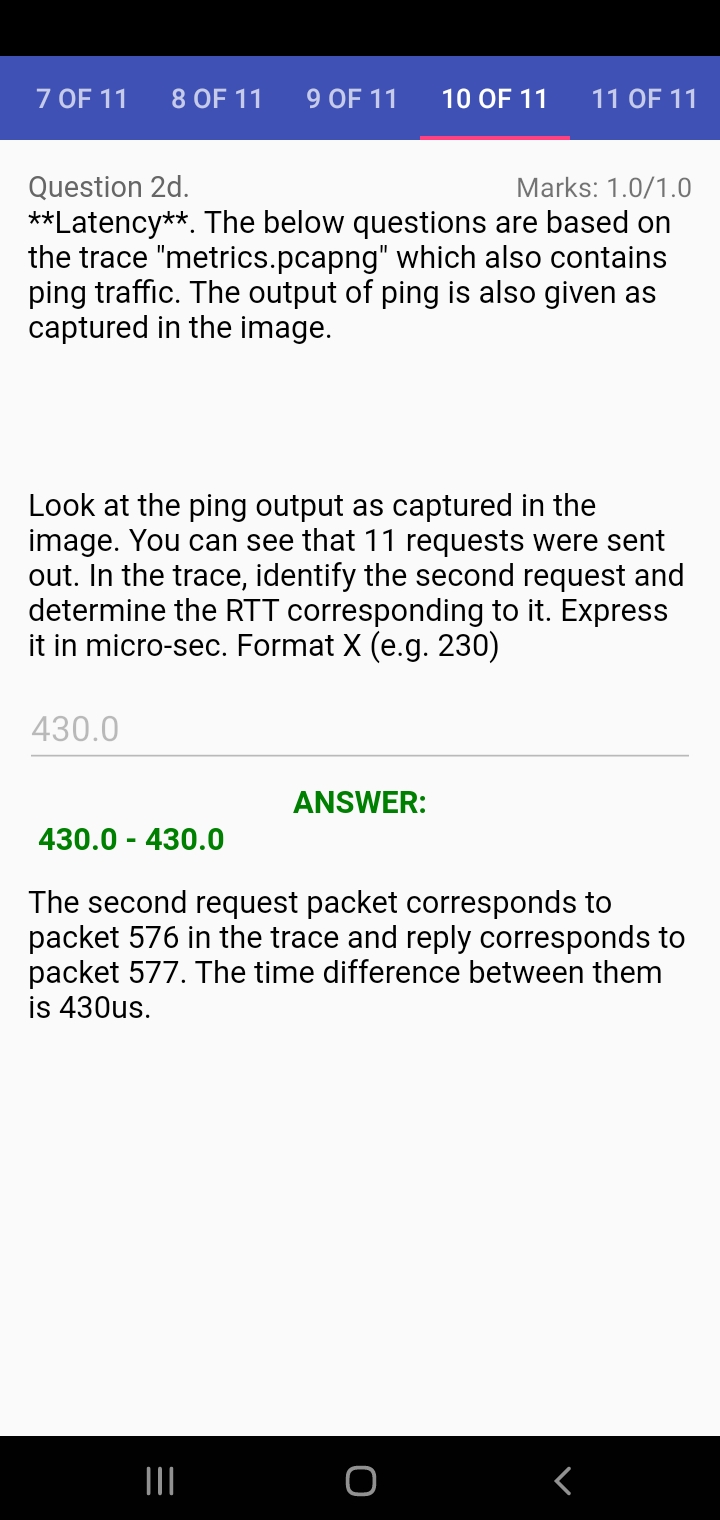 7 OF 11 8 OF 11 9 OF 11 10 OF 11 11 OF 11
Question 2d. Marks: 1.0/1.0
**Latency**. The below questions are based on
the trace "metrics.pcapng" which also contains
ping traffic. The output of ping is also given as
captured in the image.
Look at the ping output as captured in the
image. You can see that 11 requests were sent
out. In the trace, identify the second request and
determine the RTT corresponding to it. Express
it in micro-sec. Format X (e.g. 230)
430.0
ANSWER:
430.0 - 430.0
The second request packet corresponds to
packet 576 in the trace and reply corresponds to
packet 577. The time difference between them
is 430us.